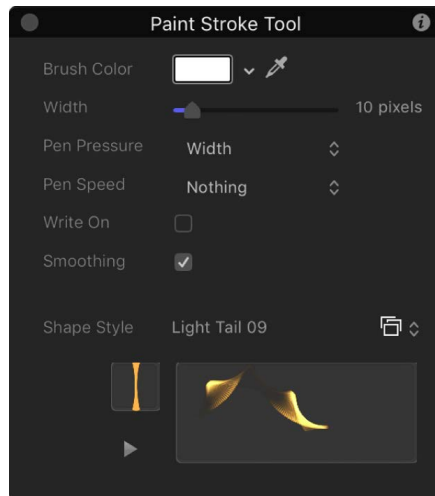 Paint Stroke Tool
Brush Color
Width 10 pixels
Pen Pressure Width
Pen Speed Nothing
Write On
Smoothing
Shape Style Light Tail 09